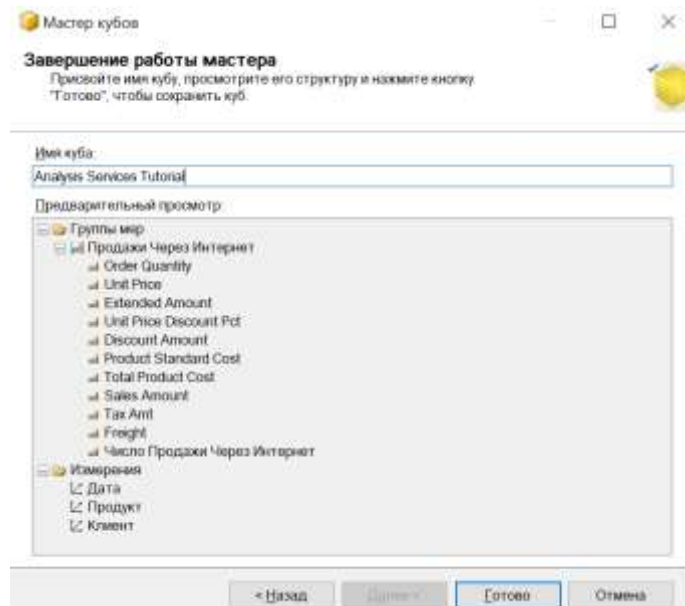 Мастер кубов
Завершение работы мастера
Присвойте имя кубу, просмотрите его структуру и нажмите кнопку
"Готово", чтобы сохранить куб.
Имя куба:
Analysis Services Tutorial
Предварительный просмотр:
Группы мер
Продажи Через Интернет
Order Quantity
Unit Price
Extended Amount
Unit Price Discount Pct
Discount Amount
Product Standard Cost
Total Product Cost
Sales Amount
Tax Amt
Freight
Число Продажи Через Интернет
Измерения
Дата
Продукт
Клиент
< Назад
Далее >
Готово
Отмена